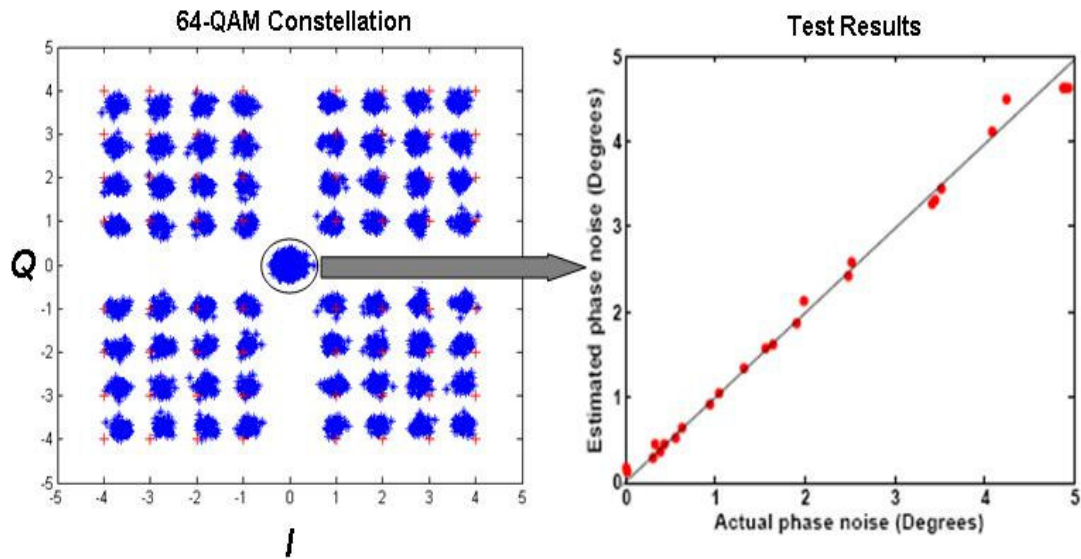 64-QAM Constellation
5
4
3
2
1
0
-1
-2
-3
-4
-5
-5 -4 -3 -2 -1 0 1 2 3 4 5
Q
I
Test Results
5
4
3
2
1
0
0 1 2 3 4 5
Estimated phase noise (Degrees)
Actual phase noise (Degrees)